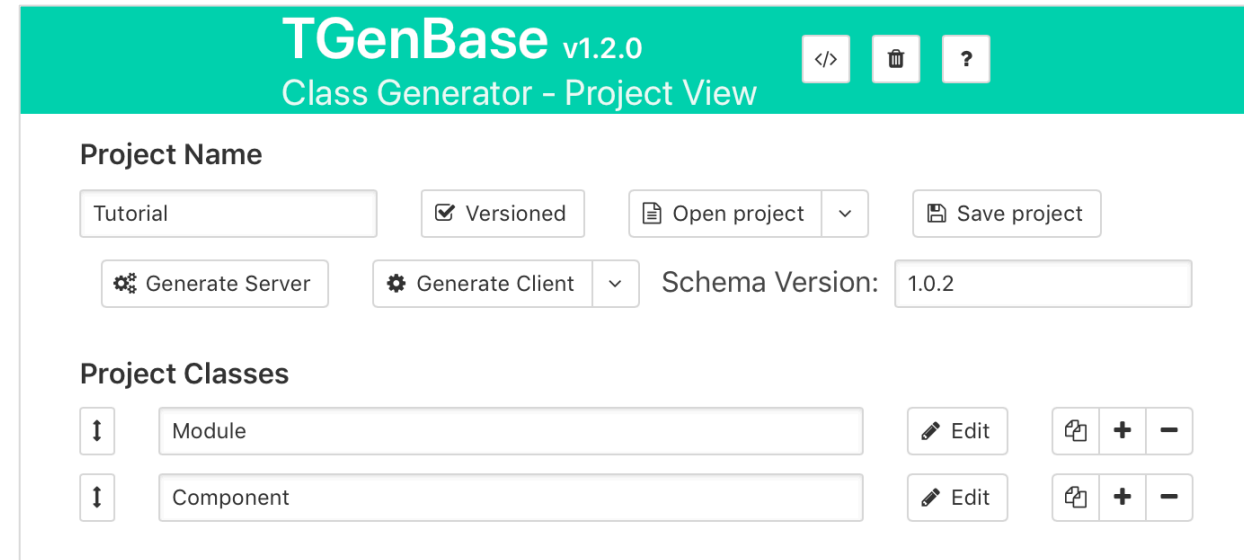 TGenBase v1.2.0
</> ?
Class Generator - Project View
Project Name
Tutorial Versioned Open project Save project
Generate Server Generate Client Schema Version: 1.0.2
Project Classes
Module Edit
Component Edit